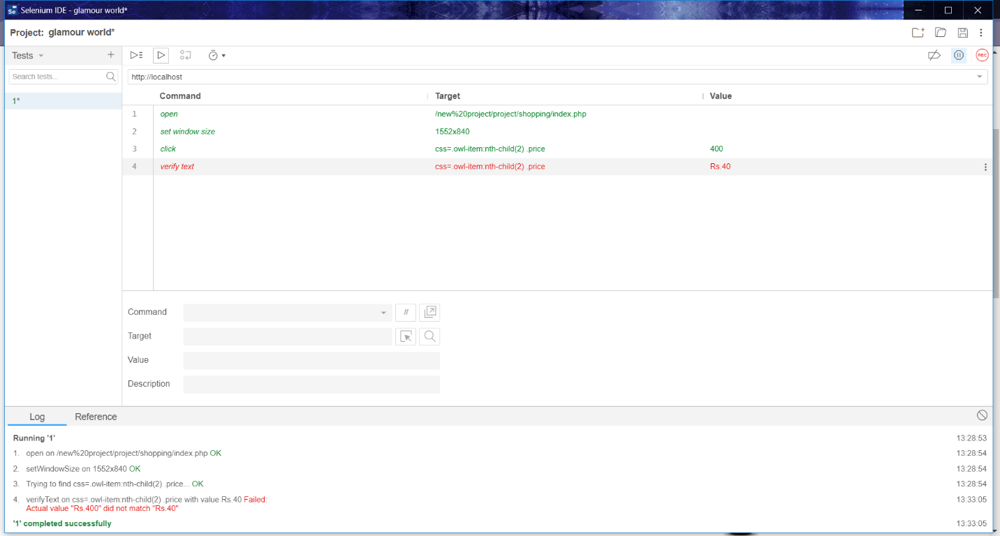 Selenium IDE - glamour world*
Project: glamour world*
Tests
REC
Search tests...
http://localhost
1*
Command Target Value
1 open /new%20project/project/shopping/index.php
2 set window size 1552x840
3 click css=.owl-item:nth-child(2) .price 400
4 verify text css=.owl-item:nth-child(2) .price Rs.40
Command //
Target
Value
Description
Log Reference
Running '1' 13:28:53
1. open on /new%20project/project/shopping/index.php OK 13:28:54
2. setWindowSize on 1552x840 OK 13:28:54
3. Trying to find css=.owl-item:nth-child(2) .price... OK 13:28:54
4. verifyText on css=.owl-item:nth-child(2) .price with value Rs.40 Failed: 13:33:05
Actual value "Rs.400" did not match "Rs.40"
'1' completed successfully 13:33:05